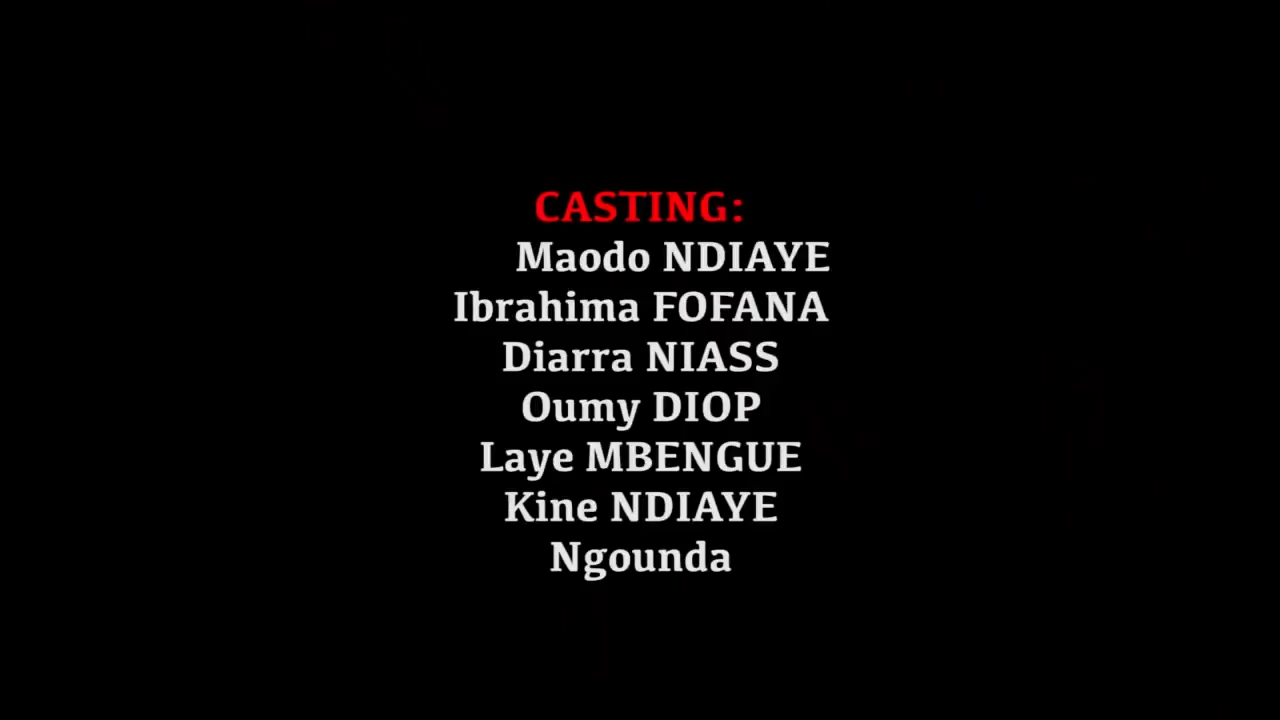 CASTING:
Maodo NDIAYE
Ibrahima FOFANA
Diarra NIASS
Oumy DIOP
Laye MBENGUE
Kine NDIAYE
Ngounda